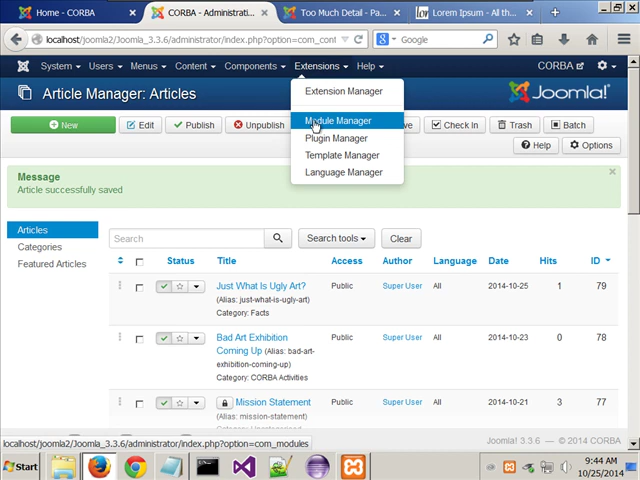 Home - CORBA
CORBA - Administrati...
Too Much Detail - Pa...
Lorem Ipsum - All th...
localhost/joomla2/Joomla_3.3.6/administrator/index.php?option=com_cont
Google
System Users Menus Content Components Extensions Help CORBA
Article Manager: Articles
Joomla!
Extension Manager
Module Manager
Plugin Manager
Template Manager
Language Manager
New Edit Publish Unpublish ve Check In Trash Batch
Help Options
Message
Article successfully saved
Articles
Categories
Featured Articles
Search Search tools Clear
Status Title Access Author Language Date Hits ID
Just What Is Ugly Art? Public Super User All 2014-10-25 1 79
(Alias: just-what-is-ugly-art)
Category: Facts
Bad Art Exhibition Public Super User All 2014-10-23 0 78
Coming Up (Alias: bad-art-
exhibition-coming-up)
Category: CORBA Activities
Mission Statement Public Super User All 2014-10-21 3 77
(Alias: mission-statement)
localhost/joomla2/Joomla_3.3.6/administrator/index.php?option=com_modules
Joomla! 3.3.6 — © 2014 CORBA
Start
9:44 AM
10/25/2014